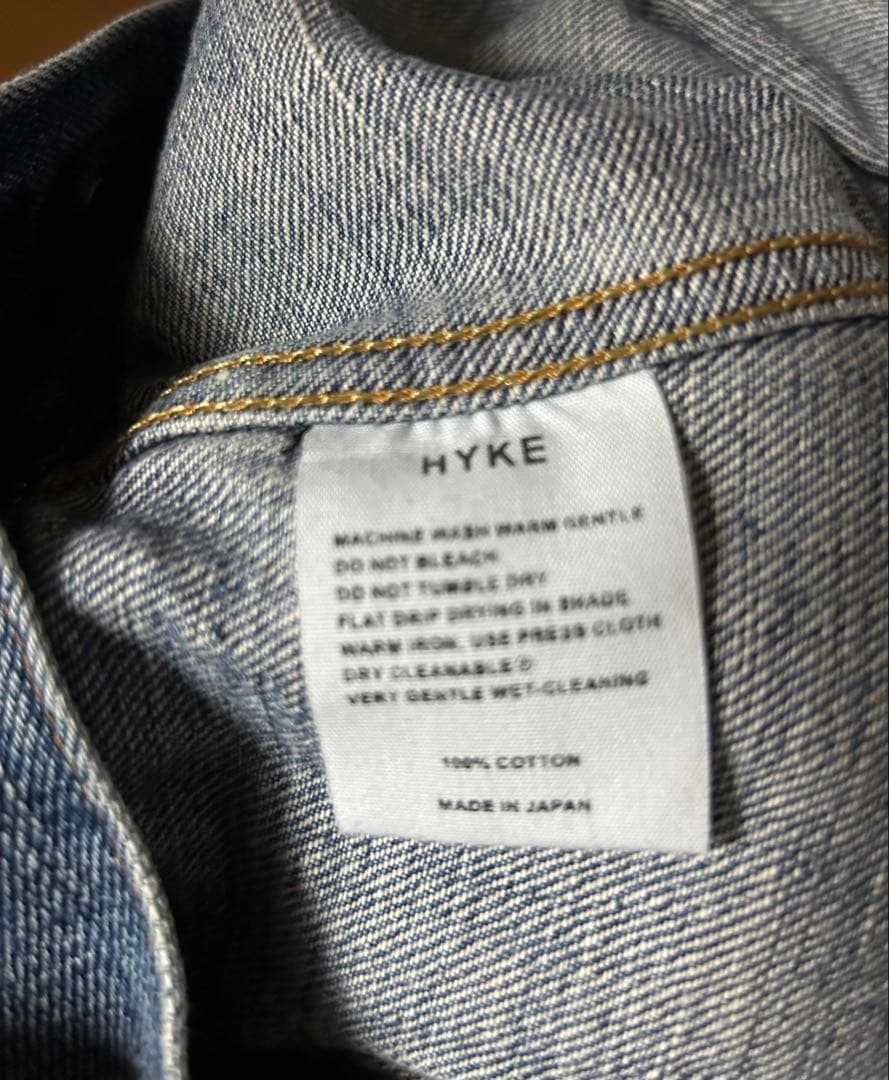 HYKE
MACHINE WASH WARM GENTLE
DO NOT BLEACH
DO NOT TUMBLE DRY
FLAT DRIP DRYING IN SHADE
WARM IRON, USE PRESS CLOTH
DRY CLEANABLE Ⓟ
VERY GENTLE WET-CLEANING
100% COTTON
MADE IN JAPAN